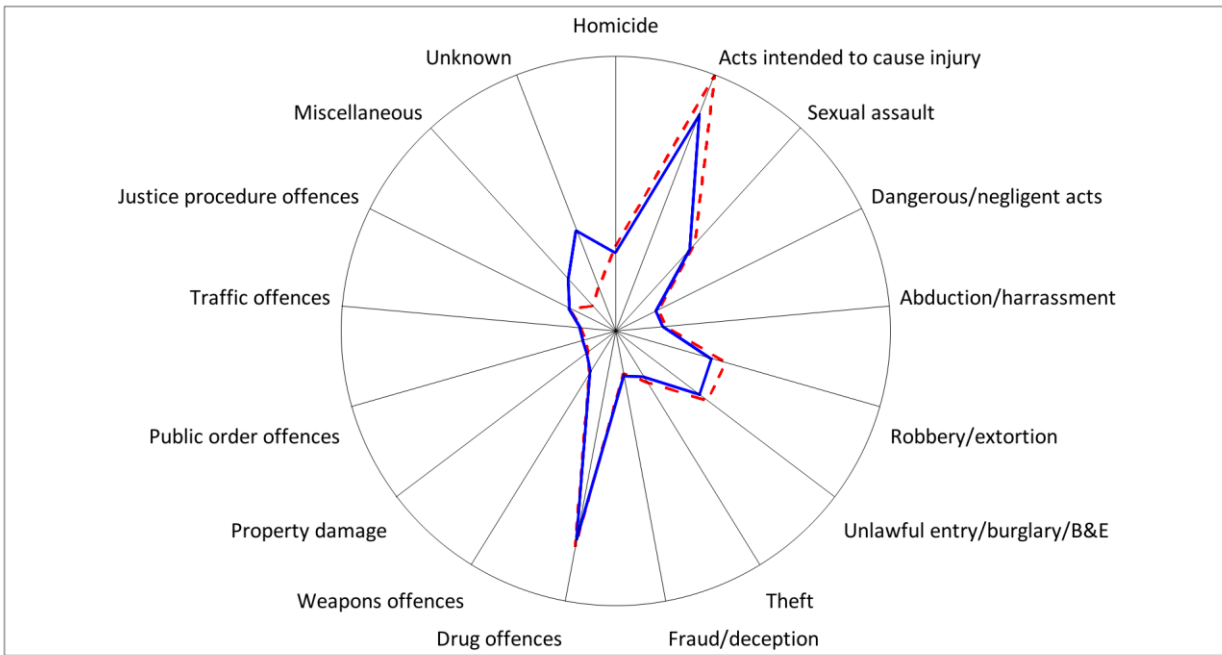 Homicide
Acts intended to cause injury
Sexual assault
Dangerous/negligent acts
Abduction/harrassment
Robbery/extortion
Unlawful entry/burglary/B&E
Theft
Fraud/deception
Drug offences
Weapons offences
Property damage
Public order offences
Traffic offences
Justice procedure offences
Miscellaneous
Unknown